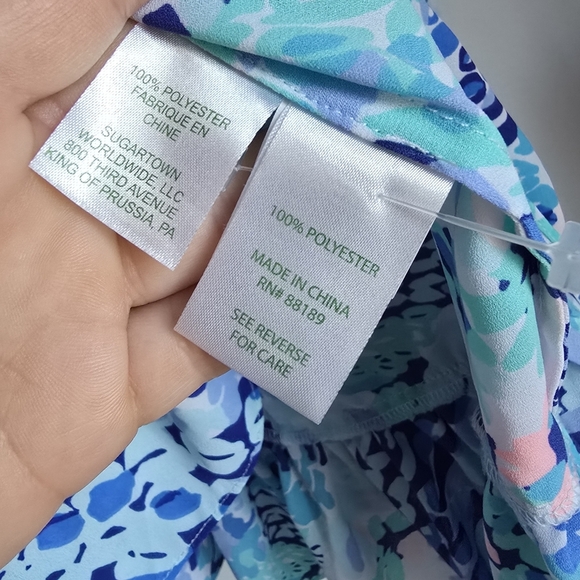 100% POLYESTER
FABRIQUE EN
CHINE
SUGARTOWN
WORLDWIDE, LLC
800 THIRD AVENUE
KING OF PRUSSIA, PA
100% POLYESTER
MADE IN CHINA
RN# 88189
SEE REVERSE
FOR CARE